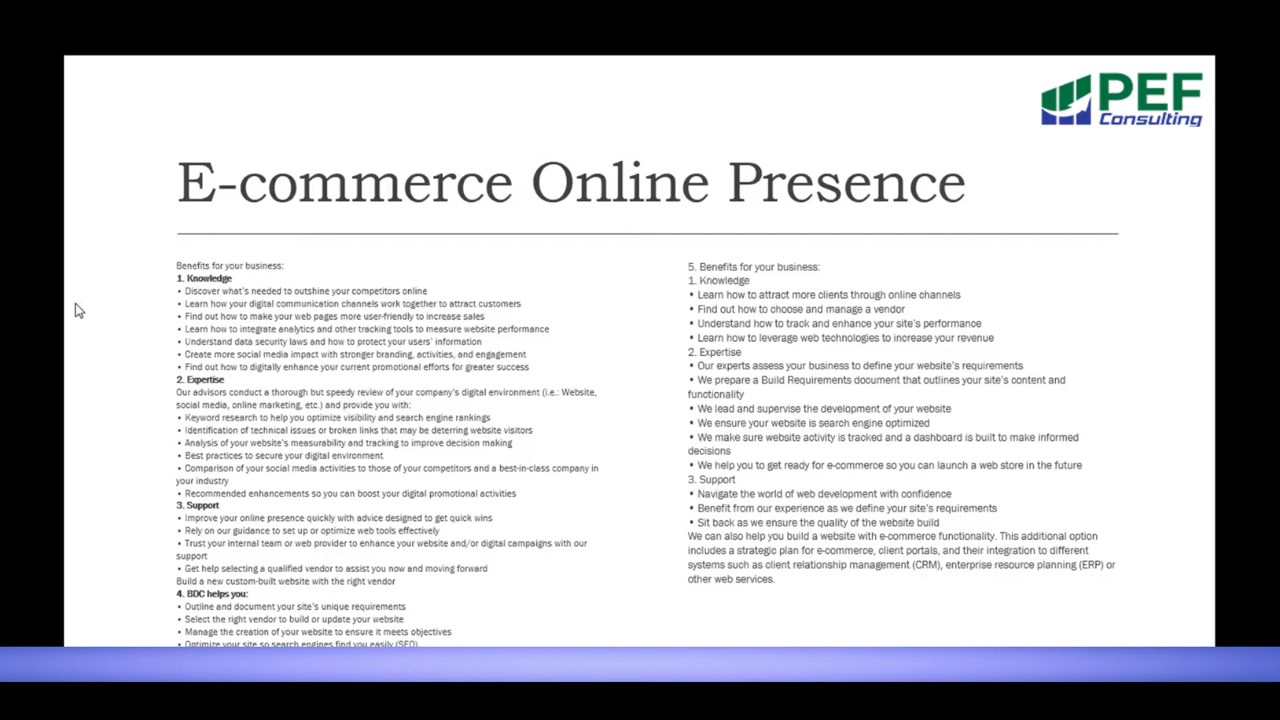 PEF
Consulting
E-commerce Online Presence
Benefits for your business:
1. Knowledge
• Discover what's needed to outshine your competitors online
• Learn how your digital communication channels work together to attract customers
• Find out how to make your web pages more user-friendly to increase sales
• Learn how to integrate analytics and other tracking tools to measure website performance
• Understand data security laws and how to protect your users' information
• Create more social media impact with stronger branding, activities, and engagement
• Find out how to digitally enhance your current promotional efforts for greater success
2. Expertise
Our advisors conduct a thorough but speedy review of your company's digital environment (i.e.: Website,
social media, online marketing, etc.) and provide you with:
• Keyword research to help you optimize visibility and search engine rankings
• Identification of technical issues or broken links that may be deterring website visitors
• Analysis of your website's measurability and tracking to improve decision making
• Best practices to secure your digital environment
• Comparison of your social media activities to those of your competitors and a best-in-class company in
your industry
• Recommended enhancements so you can boost your digital promotional activities
3. Support
• Improve your online presence quickly with advice designed to get quick wins
• Rely on our guidance to set up or optimize web tools effectively
• Trust your internal team or web provider to enhance your website and/or digital campaigns with our
support
• Get help selecting a qualified vendor to assist you now and moving forward
Build a new custom-built website with the right vendor
4. BDC helps you:
• Outline and document your site's unique requirements
• Select the right vendor to build or update your website
• Manage the creation of your website to ensure it meets objectives
• Optimize your site so search engines find you easily (SEO)
5. Benefits for your business:
1. Knowledge
• Learn how to attract more clients through online channels
• Find out how to choose and manage a vendor
• Understand how to track and enhance your site's performance
• Learn how to leverage web technologies to increase your revenue
2. Expertise
• Our experts assess your business to define your website's requirements
• We prepare a Build Requirements document that outlines your site's content and
functionality
• We lead and supervise the development of your website
• We ensure your website is search engine optimized
• We make sure website activity is tracked and a dashboard is built to make informed
decisions
• We help you to get ready for e-commerce so you can launch a web store in the future
3. Support
• Navigate the world of web development with confidence
• Benefit from our experience as we define your site's requirements
• Sit back as we ensure the quality of the website build
We can also help you build a website with e-commerce functionality. This additional option
includes a strategic plan for e-commerce, client portals, and their integration to different
systems such as client relationship management (CRM), enterprise resource planning (ERP) or
other web services.